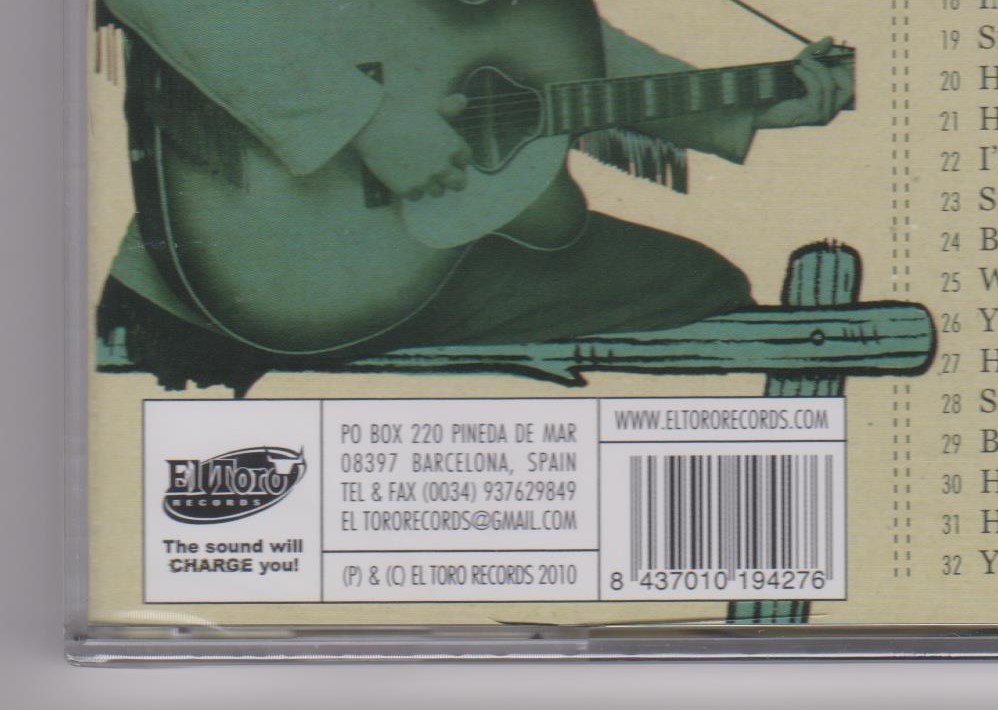 18
19 S
20 H
21 H
22 I'
23 S
24 B
25 W
26 Y
27 H
28 S
29 B
30 H
31 H
32 Y
El Toro
RECORDS
The sound will
CHARGE you!
PO BOX 220 PINEDA DE MAR
08397 BARCELONA, SPAIN
TEL & FAX (0034) 937629849
EL TORORECORDS@GMAIL.COM
(P) & (C) EL TORO RECORDS 2010
WWW.ELTORORECORDS.COM
8 437010 194276